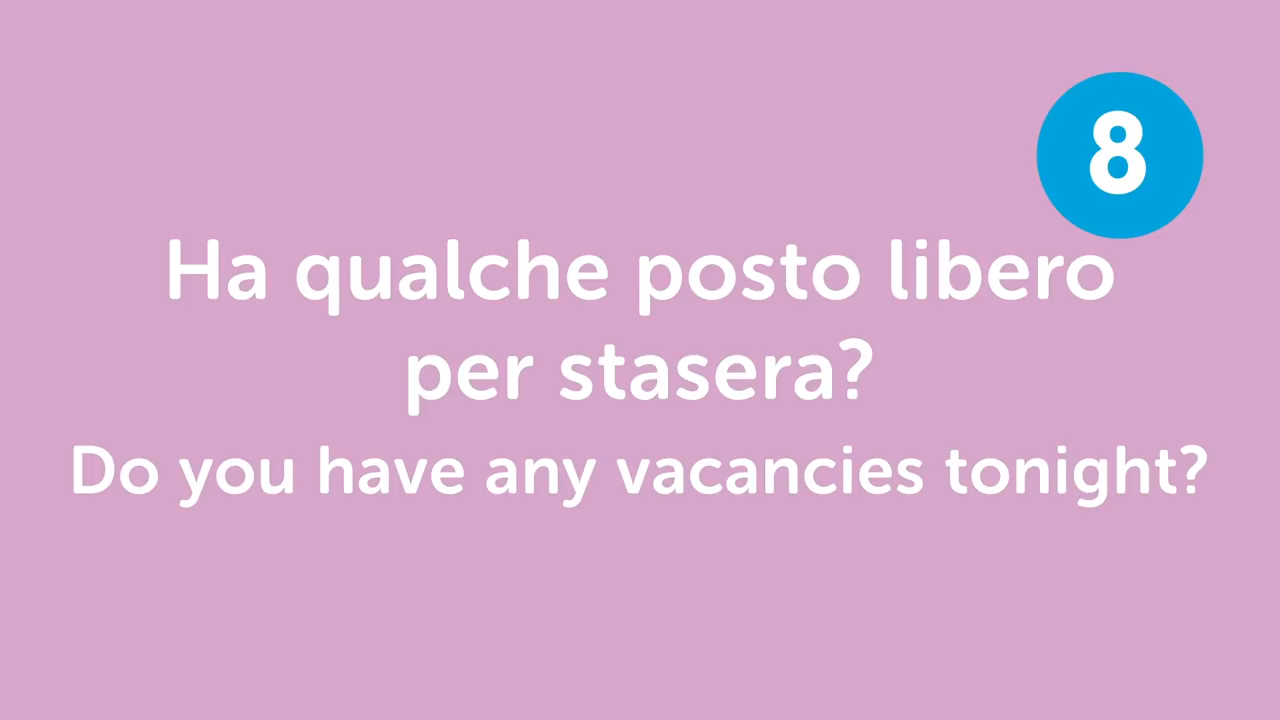 8
Ha qualche posto libero
per stasera?
Do you have any vacancies tonight?